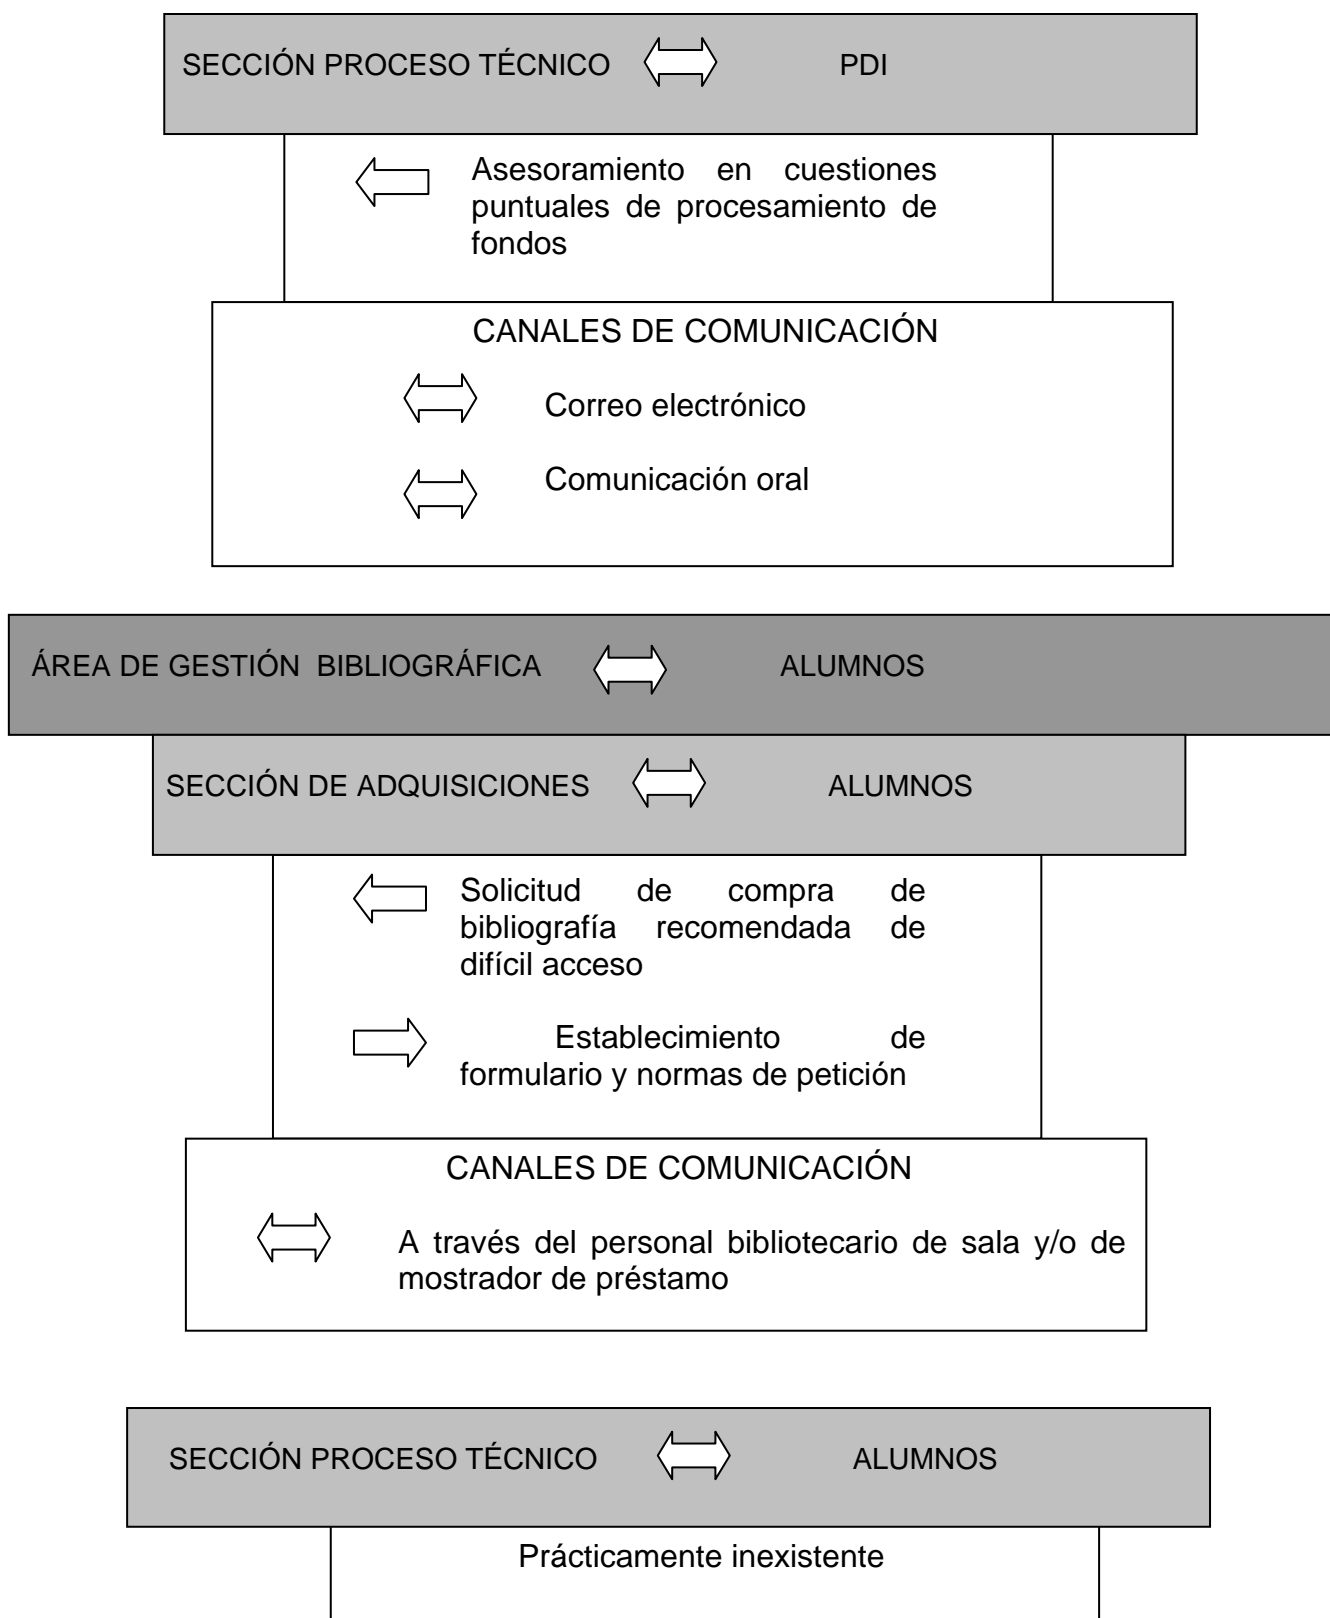 SECCIÓN PROCESO TÉCNICO PDI
Asesoramiento en cuestiones
puntuales de procesamiento de
fondos
CANALES DE COMUNICACIÓN
Correo electrónico
Comunicación oral
ÁREA DE GESTIÓN BIBLIOGRÁFICA ALUMNOS
SECCIÓN DE ADQUISICIONES ALUMNOS
Solicitud de compra de
bibliografía recomendada de
difícil acceso
Establecimiento de
formulario y normas de petición
CANALES DE COMUNICACIÓN
A través del personal bibliotecario de sala y/o de
mostrador de préstamo
SECCIÓN PROCESO TÉCNICO ALUMNOS
Prácticamente inexistente